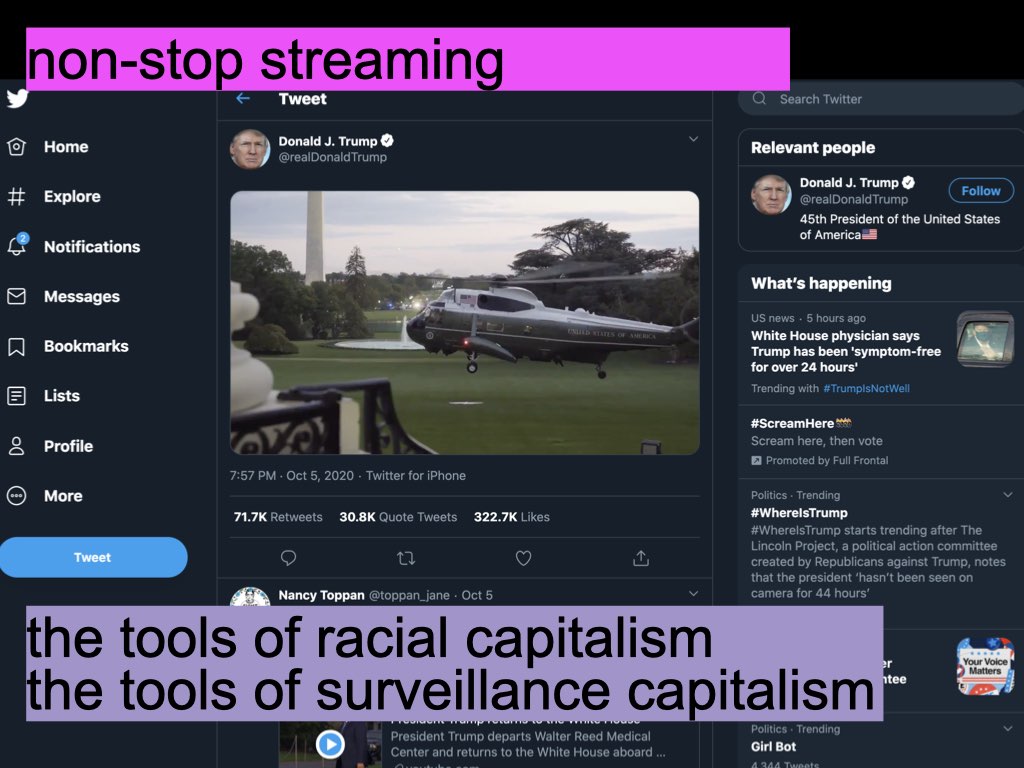 non-stop streaming
Tweet
Search Twitter
Home
Explore
2
Notifications
Messages
Bookmarks
Lists
Profile
More
Tweet
Donald J. Trump
@realDonaldTrump
UNITED STATES OF AMERICA
7:57 PM · Oct 5, 2020 · Twitter for iPhone
71.7K Retweets 30.8K Quote Tweets 322.7K Likes
Nancy Toppan @toppan_jane · Oct 5
Relevant people
Donald J. Trump
@realDonaldTrump
Follow
45th President of the United States
of America
What's happening
US news · 5 hours ago
White House physician says
Trump has been 'symptom-free
for over 24 hours'
Trending with #TrumpIsNotWell
#ScreamHere
Scream here, then vote
Promoted by Full Frontal
Politics · Trending
#WhereIsTrump
#WhereIsTrump starts trending after The
Lincoln Project, a political action committee
created by Republicans against Trump, notes
that the president 'hasn't been seen on
camera for 44 hours'
the tools of racial capitalism
the tools of surveillance capitalism
Your Voice
Matters
President Trump returns to the White House
President Trump departs Walter Reed Medical
Center and returns to the White House aboard ...
Politics · Trending
Girl Bot
4,344 Tweets